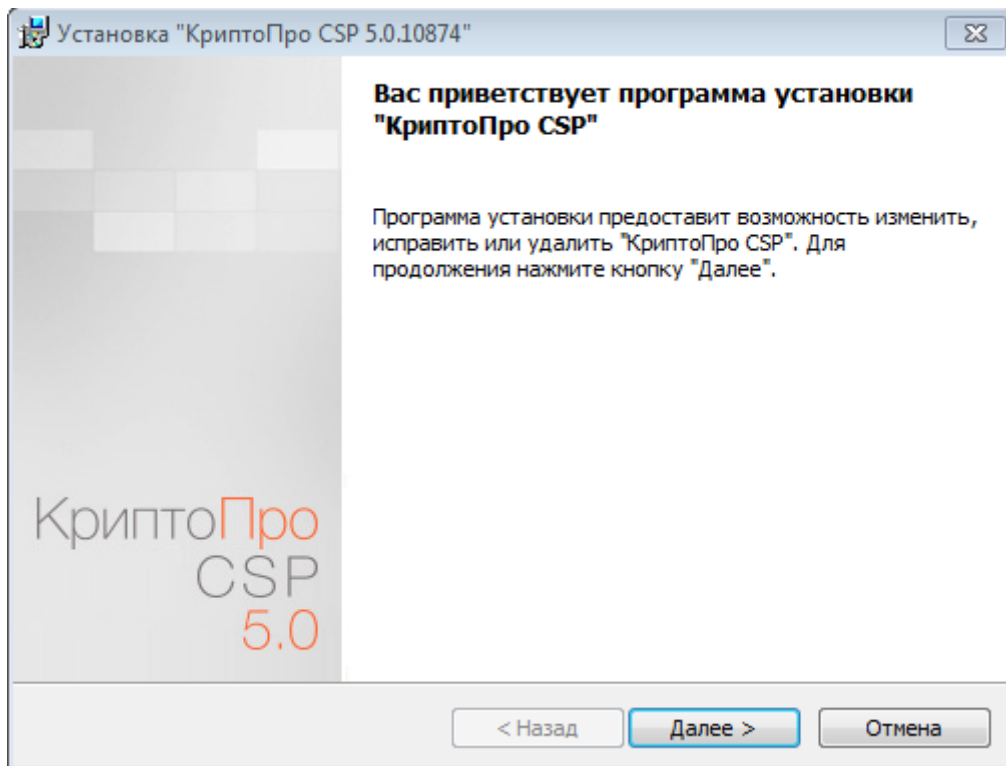 Установка "КриптоПро CSP 5.0.10874"
Вас приветствует программа установки
"КриптоПро CSP"
Программа установки предоставит возможность изменить,
исправить или удалить "КриптоПро CSP". Для
продолжения нажмите кнопку "Далее".
КриптоПро
CSP
5.0
< Назад
Далее >
Отмена